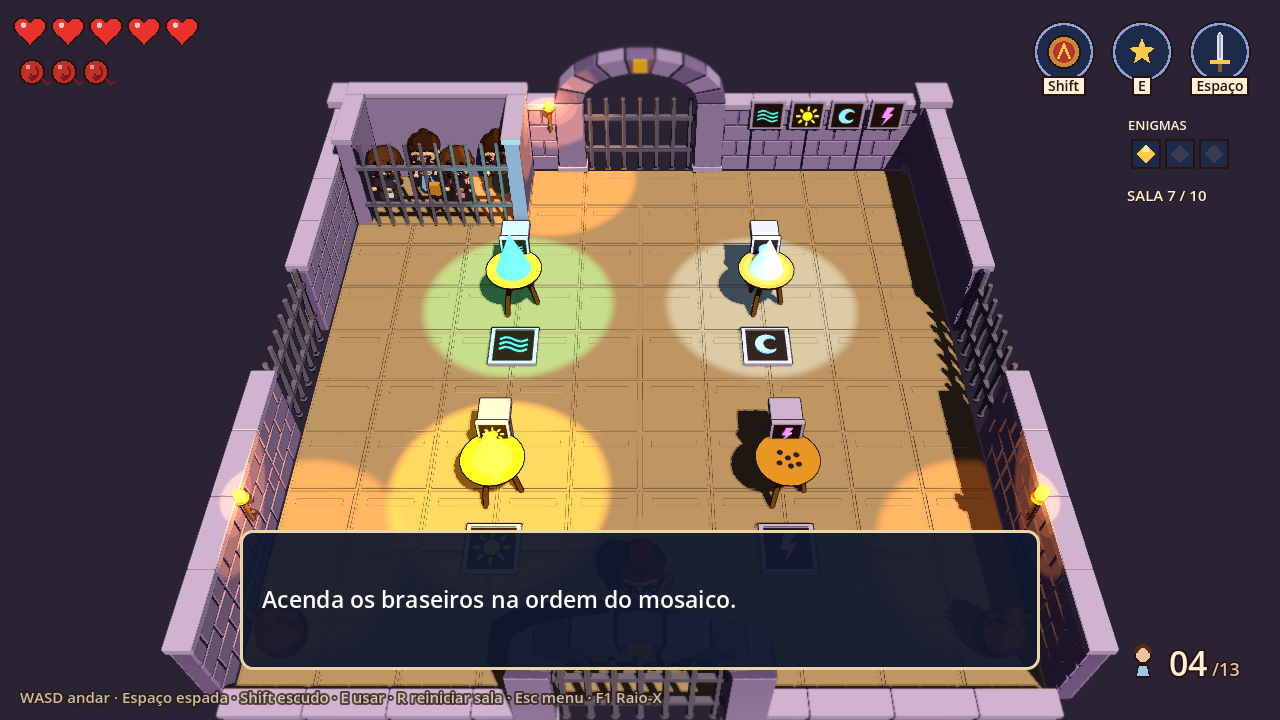 Shift
E
Espaço
ENIGMAS
SALA 7 / 10
Acenda os braseiros na ordem do mosaico.
04 /13
WASD andar · Espaço espada · Shift escudo · E usar · R reiniciar sala · Esc menu · F1 Raio-X